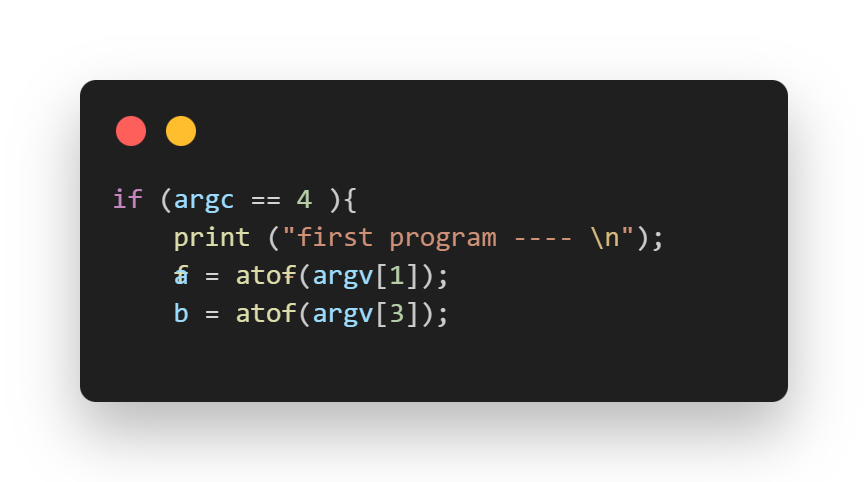 if (argc == 4 ){
    print ("first program ---- \n");
    = atof(argv[1]);
    b = atof(argv[3]);